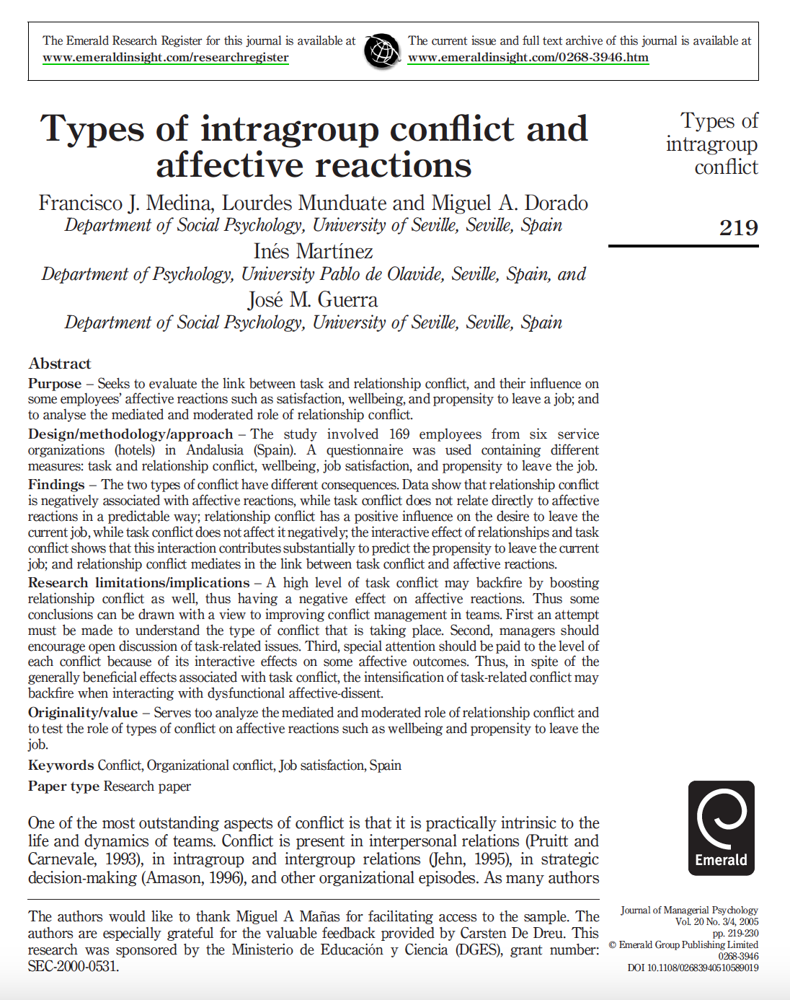 The Emerald Research Register for this journal is available at
www.emeraldinsight.com/researchregister
The current issue and full text archive of this journal is available at
www.emeraldinsight.com/0268-3946.htm
Types of intragroup conflict and
affective reactions
Francisco J. Medina, Lourdes Munduate and Miguel A. Dorado
Department of Social Psychology, University of Seville, Seville, Spain
Inés Martínez
Department of Psychology, University Pablo de Olavide, Seville, Spain, and
José M. Guerra
Department of Social Psychology, University of Seville, Seville, Spain
Types of
intragroup
conflict
219
Abstract
Purpose – Seeks to evaluate the link between task and relationship conflict, and their influence on
some employees’ affective reactions such as satisfaction, wellbeing, and propensity to leave a job; and
to analyse the mediated and moderated role of relationship conflict.
Design/methodology/approach – The study involved 169 employees from six service
organizations (hotels) in Andalusia (Spain). A questionnaire was used containing different
measures: task and relationship conflict, wellbeing, job satisfaction, and propensity to leave the job.
Findings – The two types of conflict have different consequences. Data show that relationship conflict
is negatively associated with affective reactions, while task conflict does not relate directly to affective
reactions in a predictable way; relationship conflict has a positive influence on the desire to leave the
current job, while task conflict does not affect it negatively; the interactive effect of relationships and task
conflict shows that this interaction contributes substantially to predict the propensity to leave the current
job; and relationship conflict mediates in the link between task conflict and affective reactions.
Research limitations/implications – A high level of task conflict may backfire by boosting
relationship conflict as well, thus having a negative effect on affective reactions. Thus some
conclusions can be drawn with a view to improving conflict management in teams. First an attempt
must be made to understand the type of conflict that is taking place. Second, managers should
encourage open discussion of task-related issues. Third, special attention should be paid to the level of
each conflict because of its interactive effects on some affective outcomes. Thus, in spite of the
generally beneficial effects associated with task conflict, the intensification of task-related conflict may
backfire when interacting with dysfunctional affective-dissent.
Originality/value – Serves too analyze the mediated and moderated role of relationship conflict and
to test the role of types of conflict on affective reactions such as wellbeing and propensity to leave the
job.
Keywords Conflict, Organizational conflict, Job satisfaction, Spain
Paper type Research paper
One of the most outstanding aspects of conflict is that it is practically intrinsic to the
life and dynamics of teams. Conflict is present in interpersonal relations (Pruitt and
Carnevale, 1993), in intragroup and intergroup relations (Jehn, 1995), in strategic
decision-making (Amason, 1996), and other organizational episodes. As many authors
The authors would like to thank Miguel A Mañas for facilitating access to the sample. The
authors are especially grateful for the valuable feedback provided by Carsten De Dreu. This
research was sponsored by the Ministerio de Educación y Ciencia (DGES), grant number:
SEC-2000-0531.
Emerald
Journal of Managerial Psychology
Vol. 20 No. 3/4, 2005
pp. 219-230
© Emerald Group Publishing Limited
0268-3946
DOI 10.1108/02683940510589019